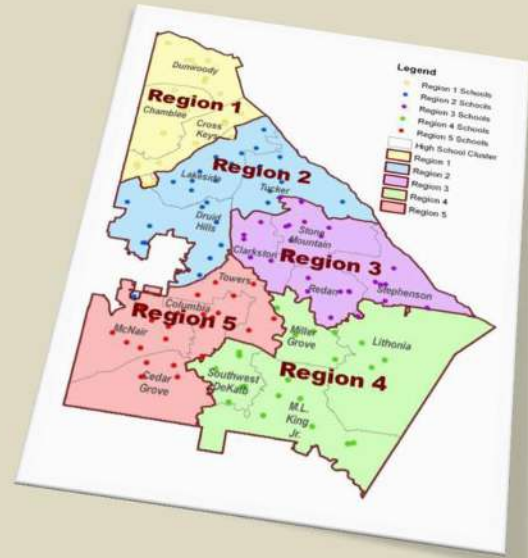 Dunwoody
Region 1
Chamblee
Cross
Keys
Region 2
Lakeside
Tucker
Druid
Hills
Stone
Mountain
Clarkston
Region 3
Towers
Redan
Stephenson
Columbia
Region 5
McNair
Miller
Grove
Lithonia
Cedar
Grove
Southwest
DeKalb
Region 4
M.L.
King
Jr.
Legend
Region 1 Schools
Region 2 Schools
Region 3 Schools
Region 4 Schools
Region 5 Schools
High School Cluster
Region 1
Region 2
Region 3
Region 4
Region 5